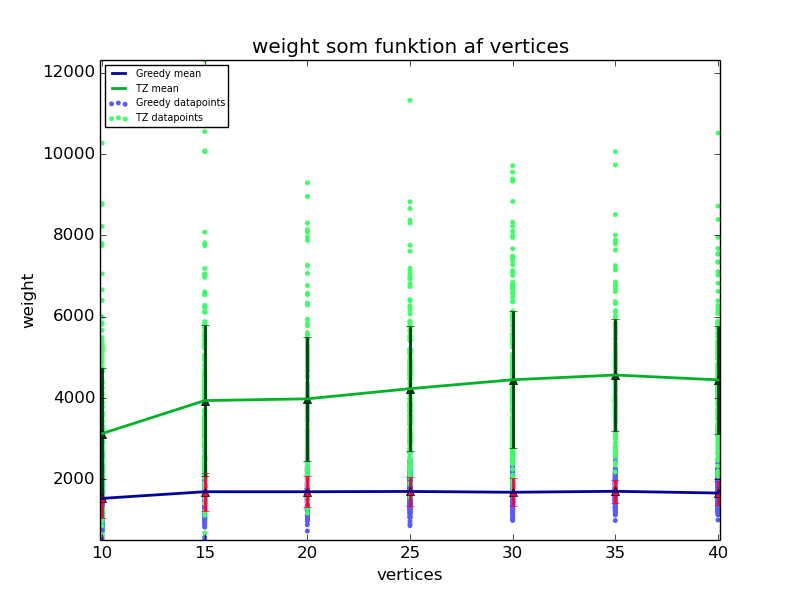 weight som funktion af vertices
12000
10000
8000
6000
4000
2000
weight
Greedy mean
TZ mean
Greedy datapoints
TZ datapoints
10 15 20 25 30 35 40
vertices